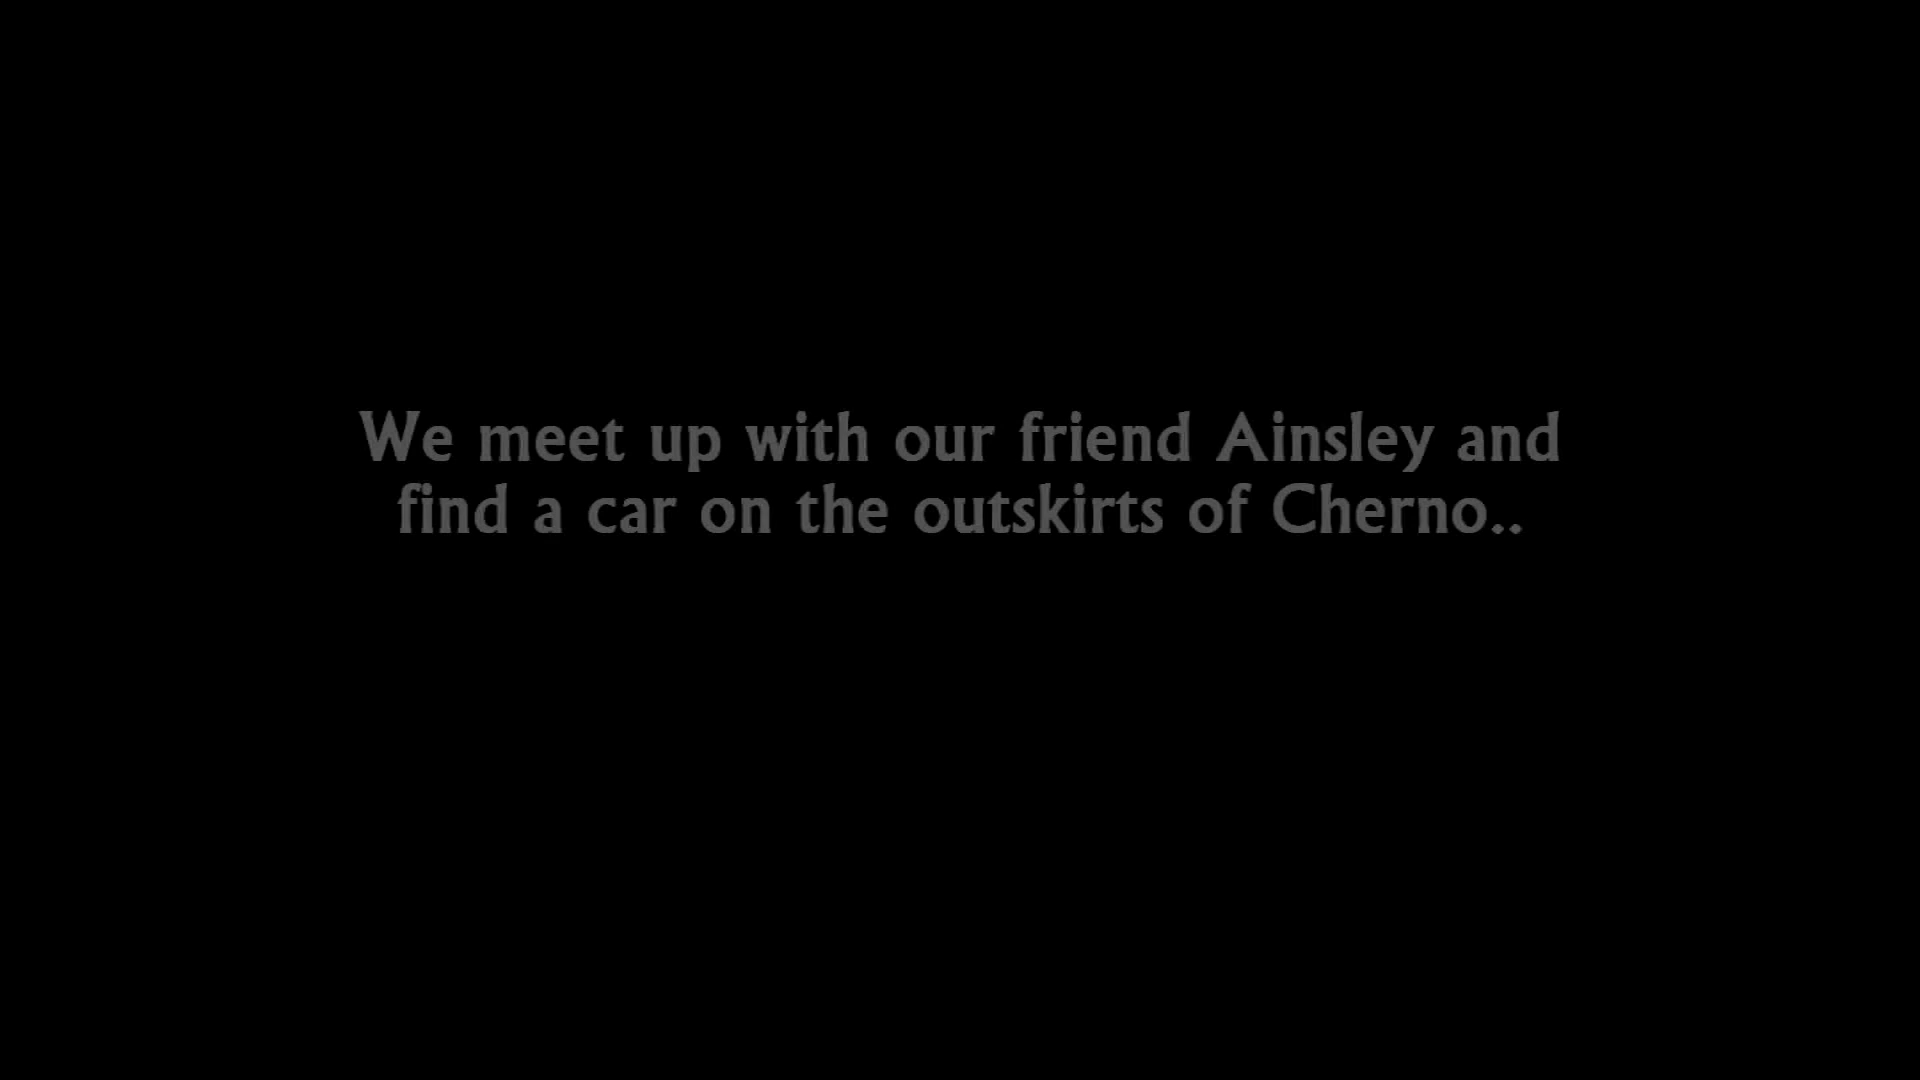 We meet up with our friend Ainsley and
find a car on the outskirts of Cherno..